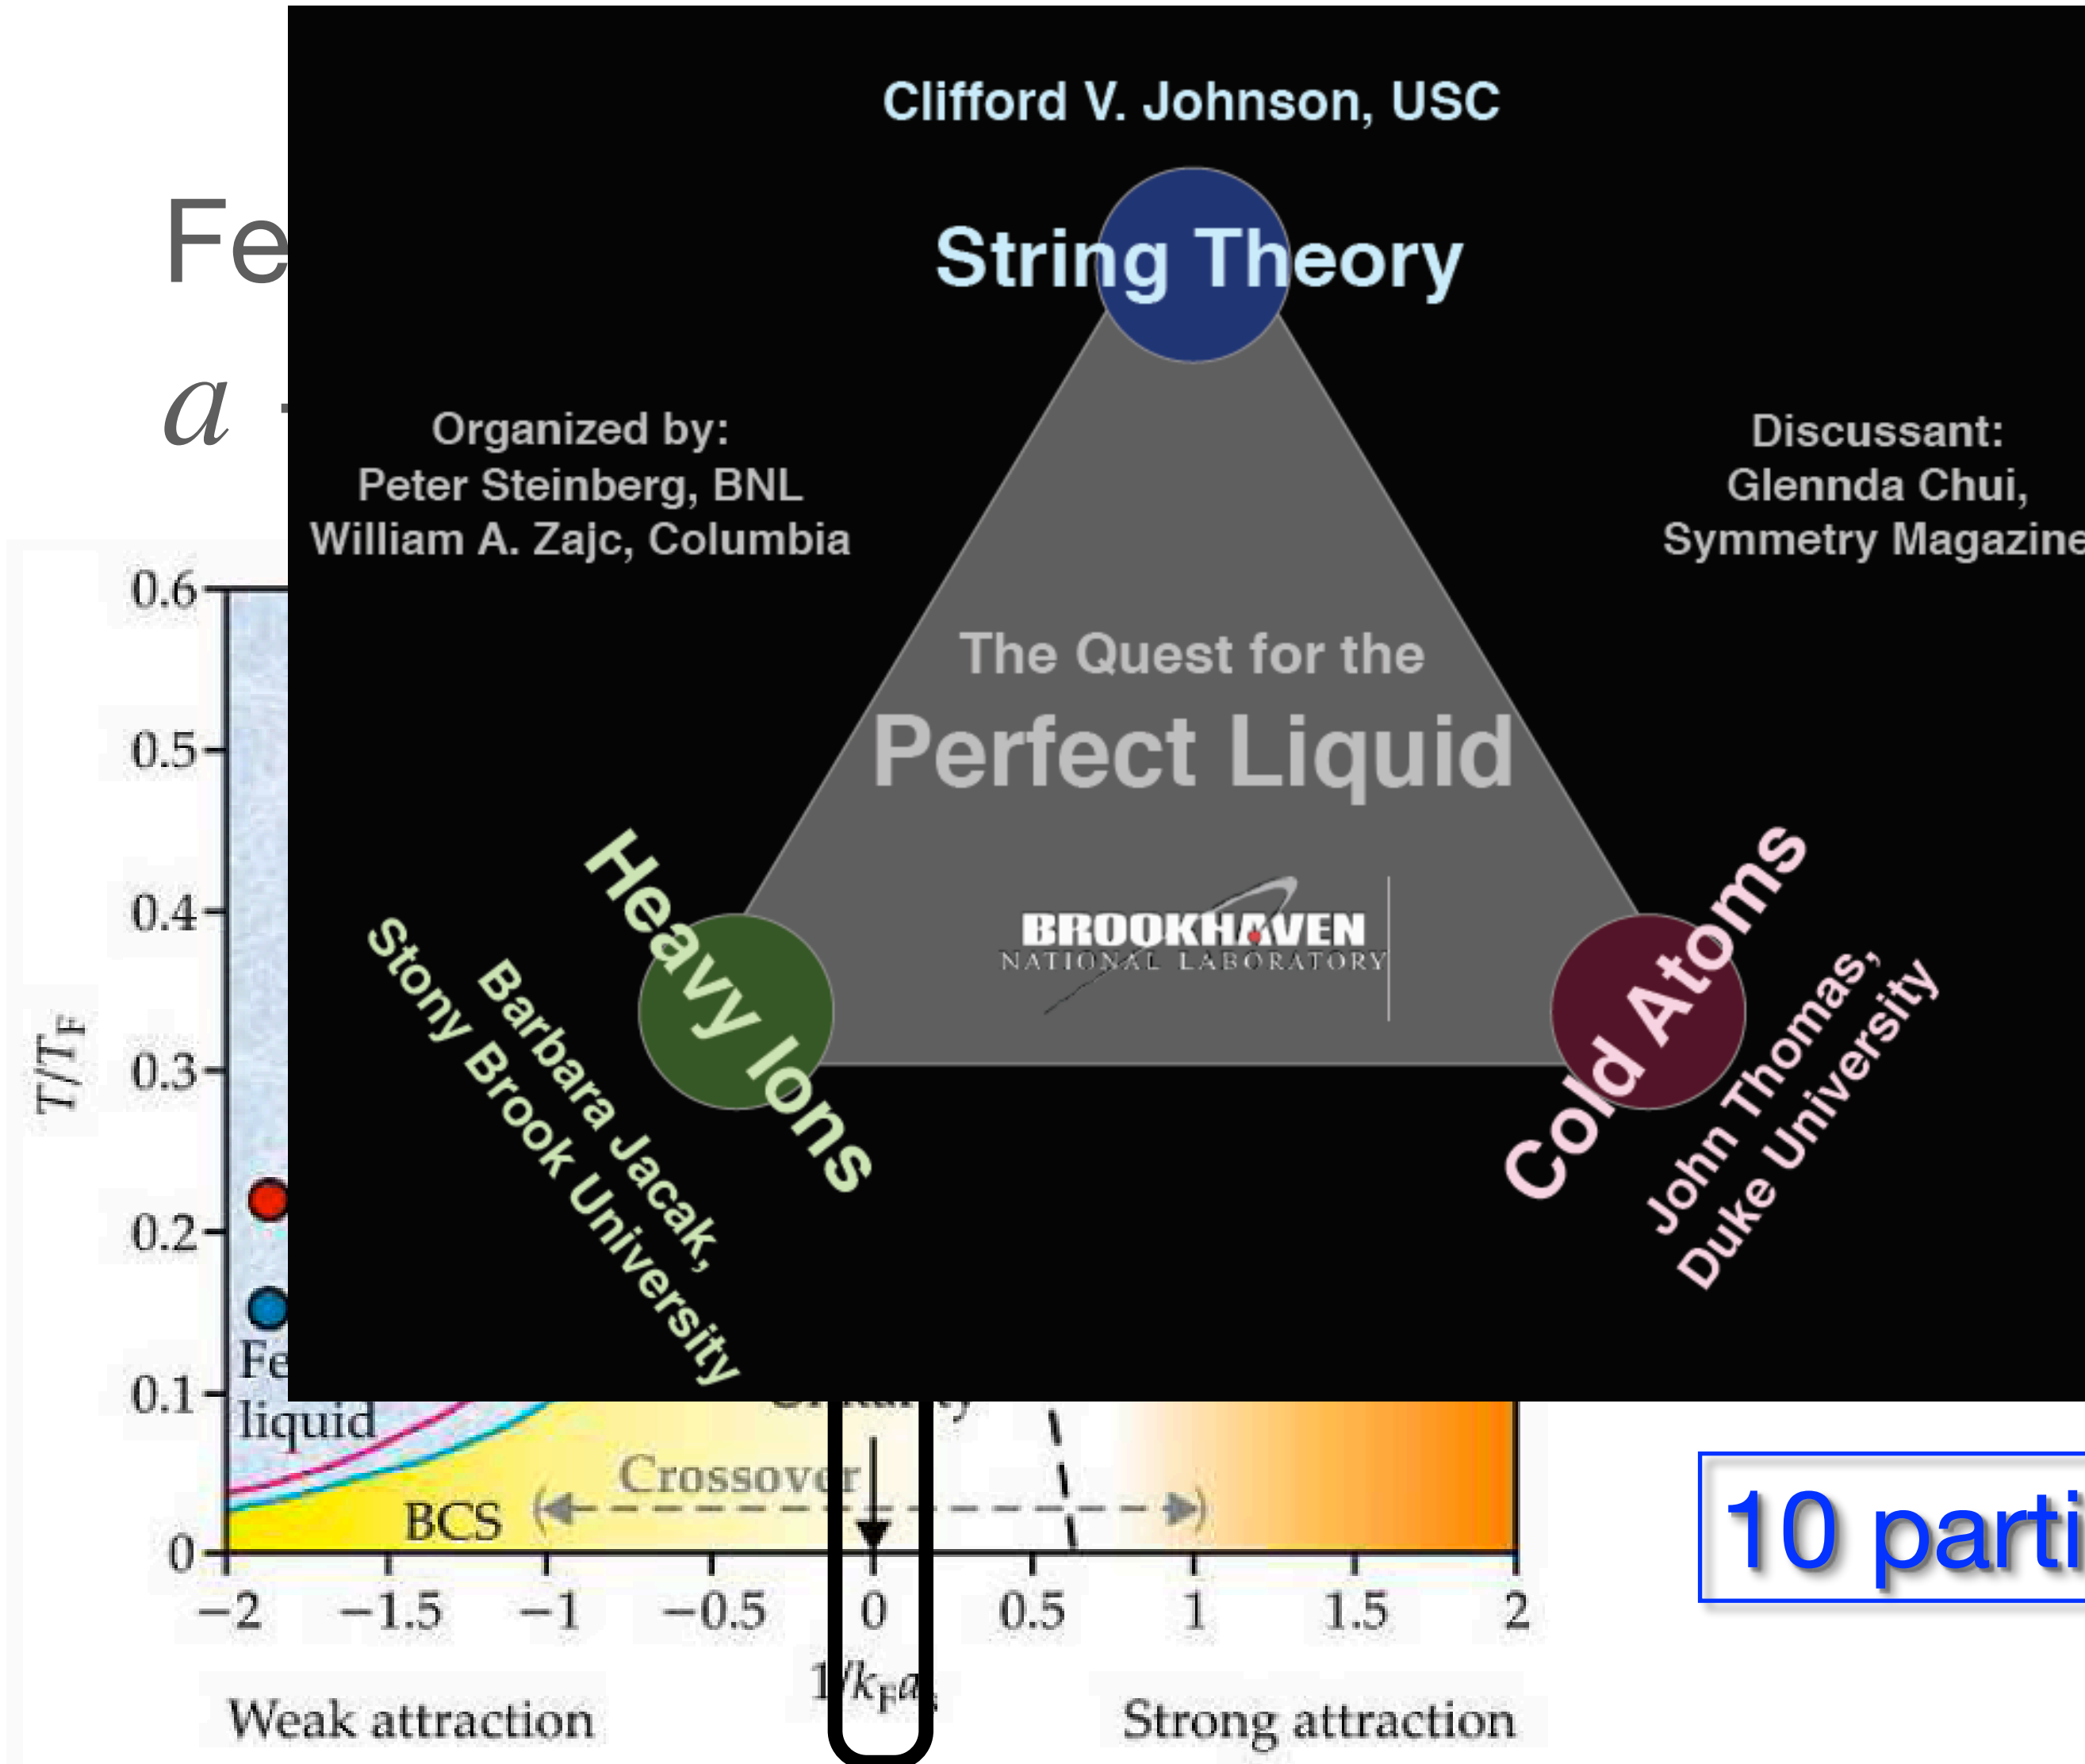 Clifford V. Johnson, USC
String Theory
Fe
a
Organized by:
Peter Steinberg, BNL
William A. Zajc, Columbia
Discussant:
Glennda Chui,
Symmetry Magazine
The Quest for the
Perfect Liquid
BROOKHAVEN
NATIONAL LABORATORY
Heavy Ions
Barbara Jacak,
Stony Brook University
Cold Atoms
John Thomas,
Duke University
0.6
0.5
0.4
0.3
0.2
0.1
0
T/T_F
Fe
liquid
Crossover
BCS
10 parti
−2 −1.5 −1 −0.5 0 0.5 1 1.5 2
1/k_Fa
Weak attraction
Strong attraction